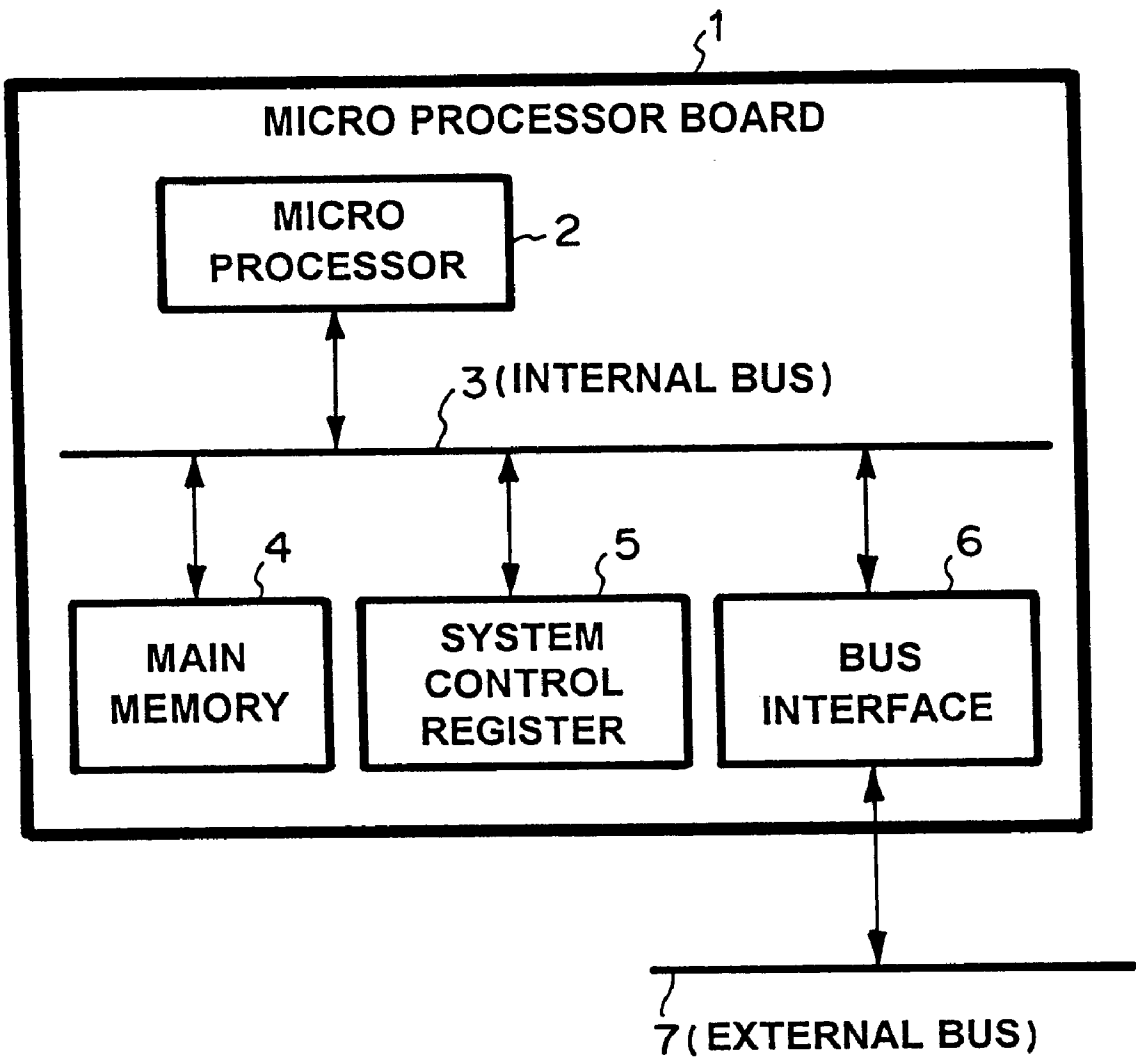 1
MICRO PROCESSOR BOARD
MICRO
PROCESSOR
2
3 (INTERNAL BUS)
4
MAIN
MEMORY
5
SYSTEM
CONTROL
REGISTER
6
BUS
INTERFACE
7 (EXTERNAL BUS)